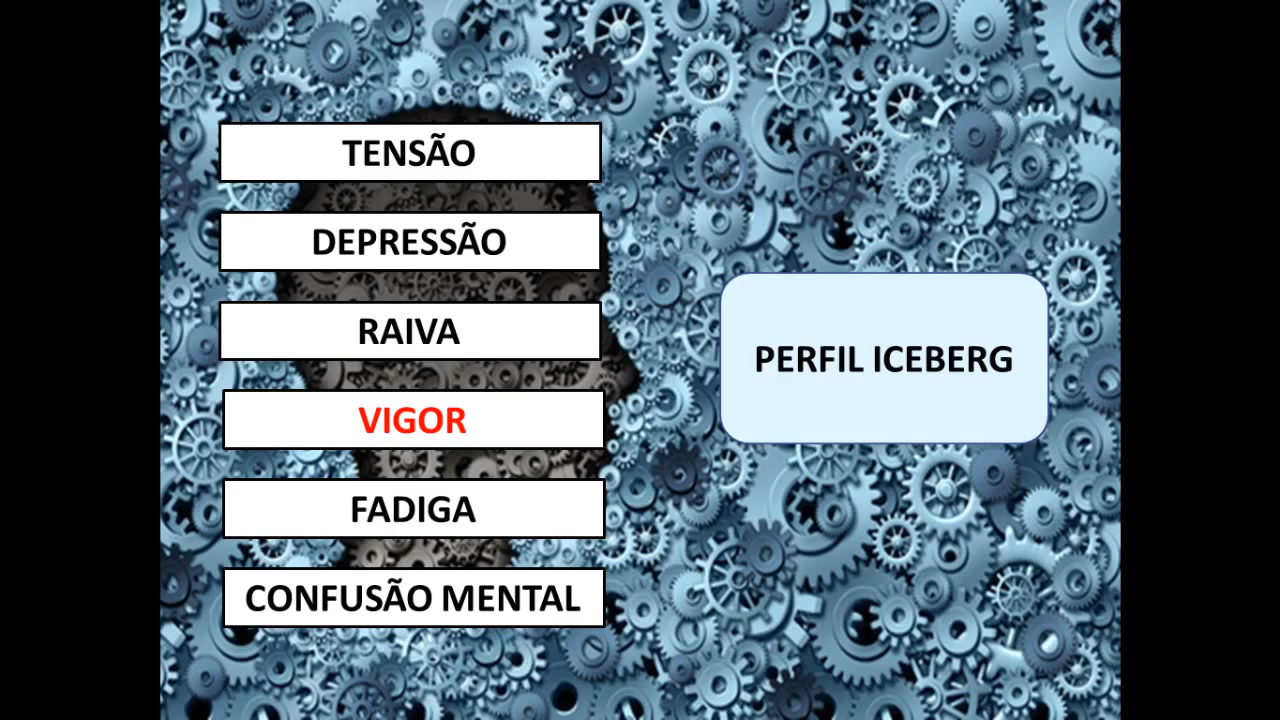 TENSÃO
DEPRESSÃO
RAIVA
VIGOR
FADIGA
CONFUSÃO MENTAL
PERFIL ICEBERG